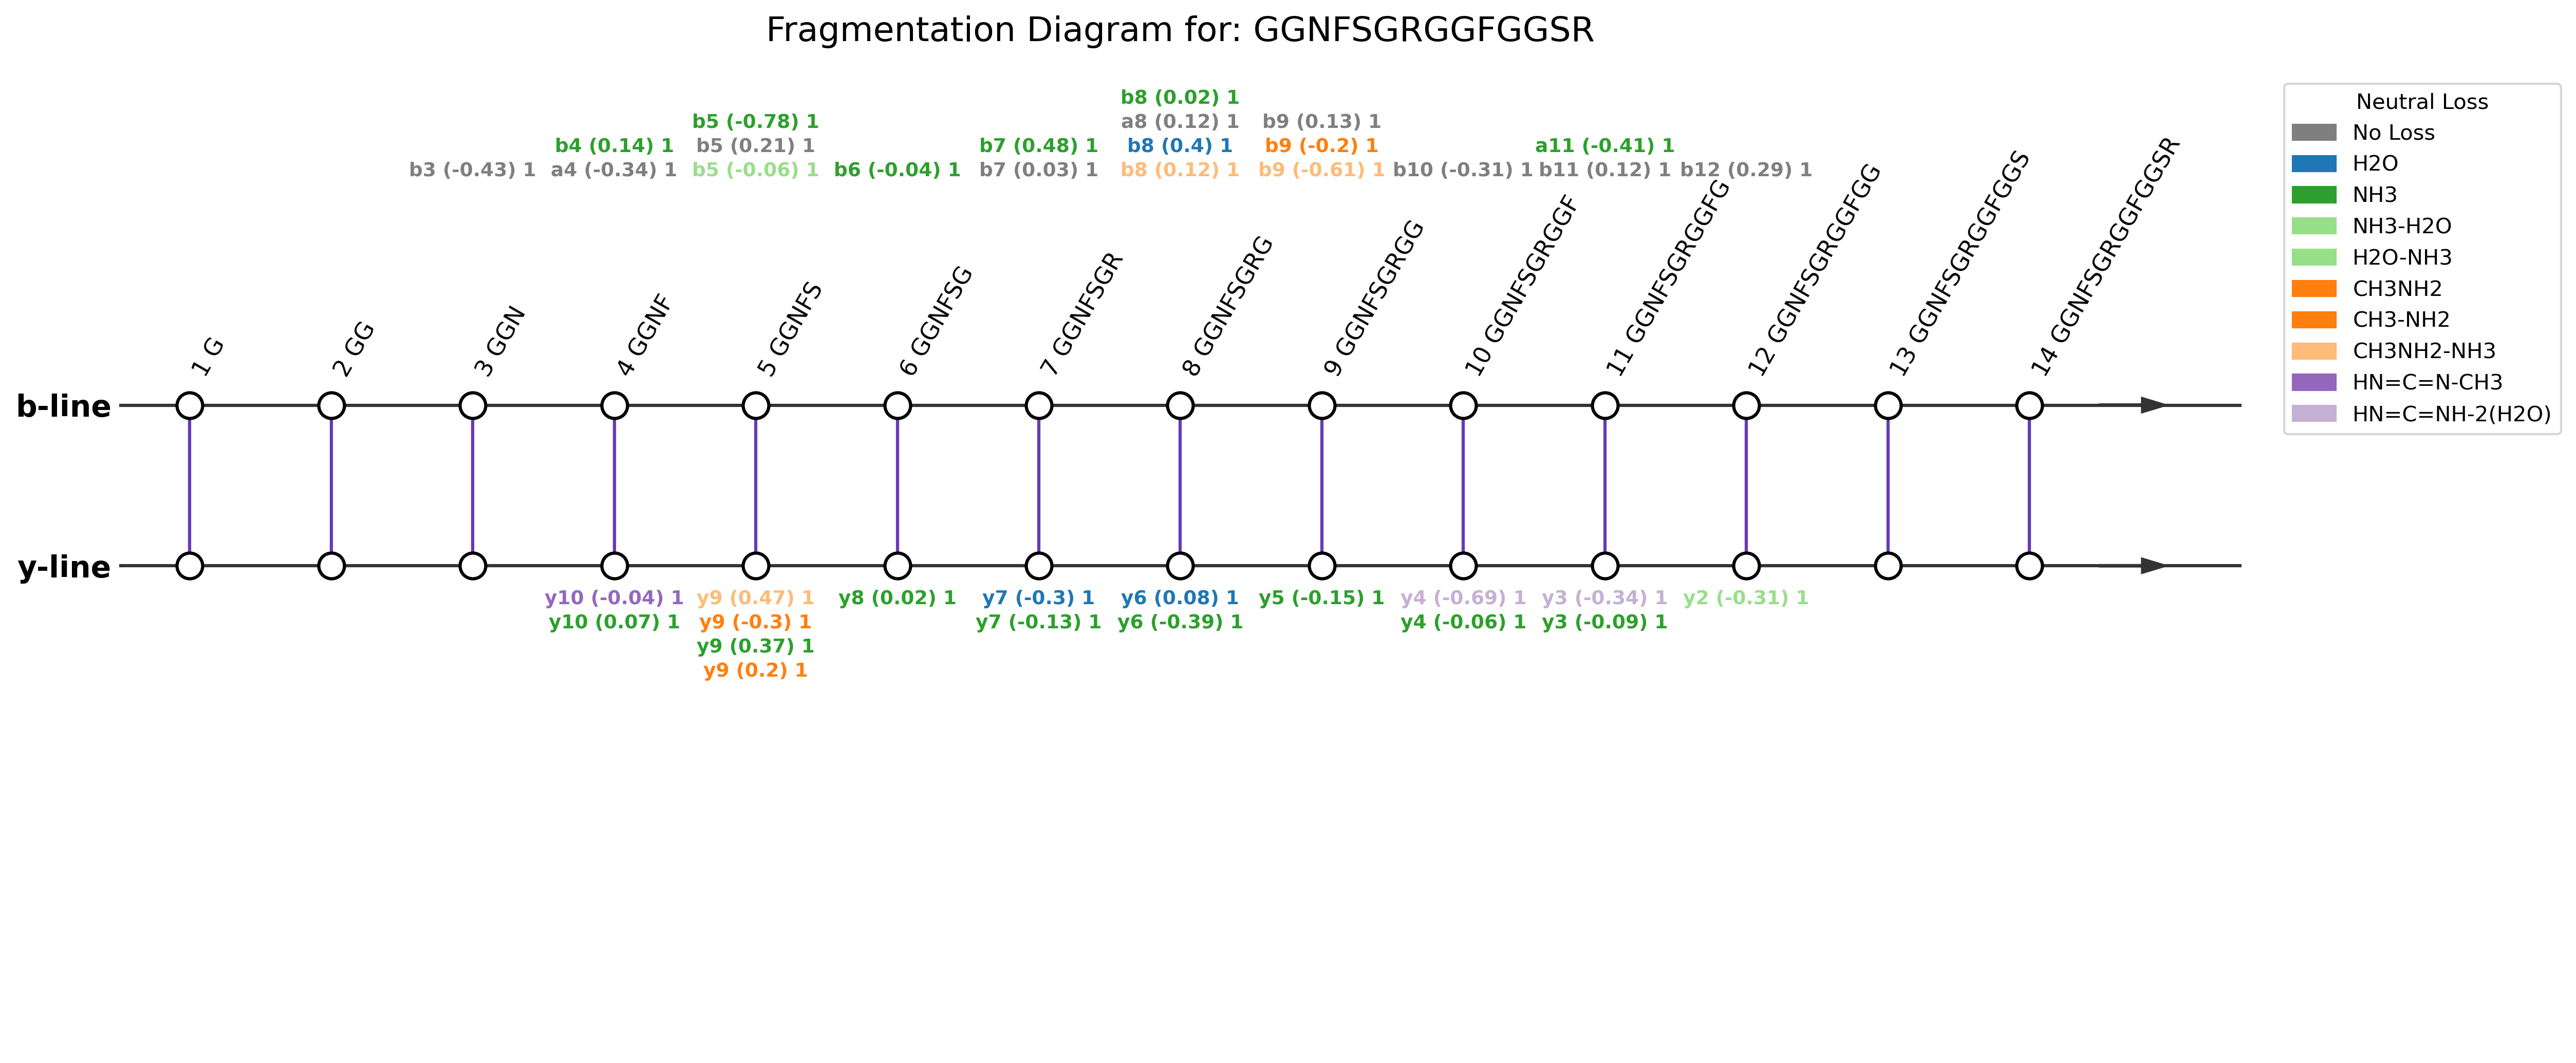 Fragmentation Diagram for: GGNFSGRGGFGGSR
b8 (0.02) 1
b5 (-0.78) 1 a8 (0.12) 1 b9 (0.13) 1
b4 (0.14) 1 b5 (0.21) 1 b7 (0.48) 1 b8 (0.4) 1 b9 (-0.2) 1 a11 (-0.41) 1
b3 (-0.43) 1 a4 (-0.34) 1 b5 (-0.06) 1 b6 (-0.04) 1 b7 (0.03) 1 b8 (0.12) 1 b9 (-0.61) 1 b10 (-0.31) 1 b11 (0.12) 1 b12 (0.29) 1
1 G
2 GG
3 GGN
4 GGNF
5 GGNFS
6 GGNFSG
7 GGNFSGR
8 GGNFSGRG
9 GGNFSGRGG
10 GGNFSGRGGF
11 GGNFSGRGGFG
12 GGNFSGRGGFGG
13 GGNFSGRGGFGGS
14 GGNFSGRGGFGGSR
b-line
y-line
y10 (-0.04) 1 y9 (0.47) 1 y8 (0.02) 1 y7 (-0.3) 1 y6 (0.08) 1 y5 (-0.15) 1 y4 (-0.69) 1 y3 (-0.34) 1 y2 (-0.31) 1
y10 (0.07) 1 y9 (-0.3) 1 y7 (-0.13) 1 y6 (-0.39) 1 y4 (-0.06) 1 y3 (-0.09) 1
y9 (0.37) 1
y9 (0.2) 1
Neutral Loss
No Loss
H2O
NH3
NH3-H2O
H2O-NH3
CH3NH2
CH3-NH2
CH3NH2-NH3
HN=C=N-CH3
HN=C=NH-2(H2O)